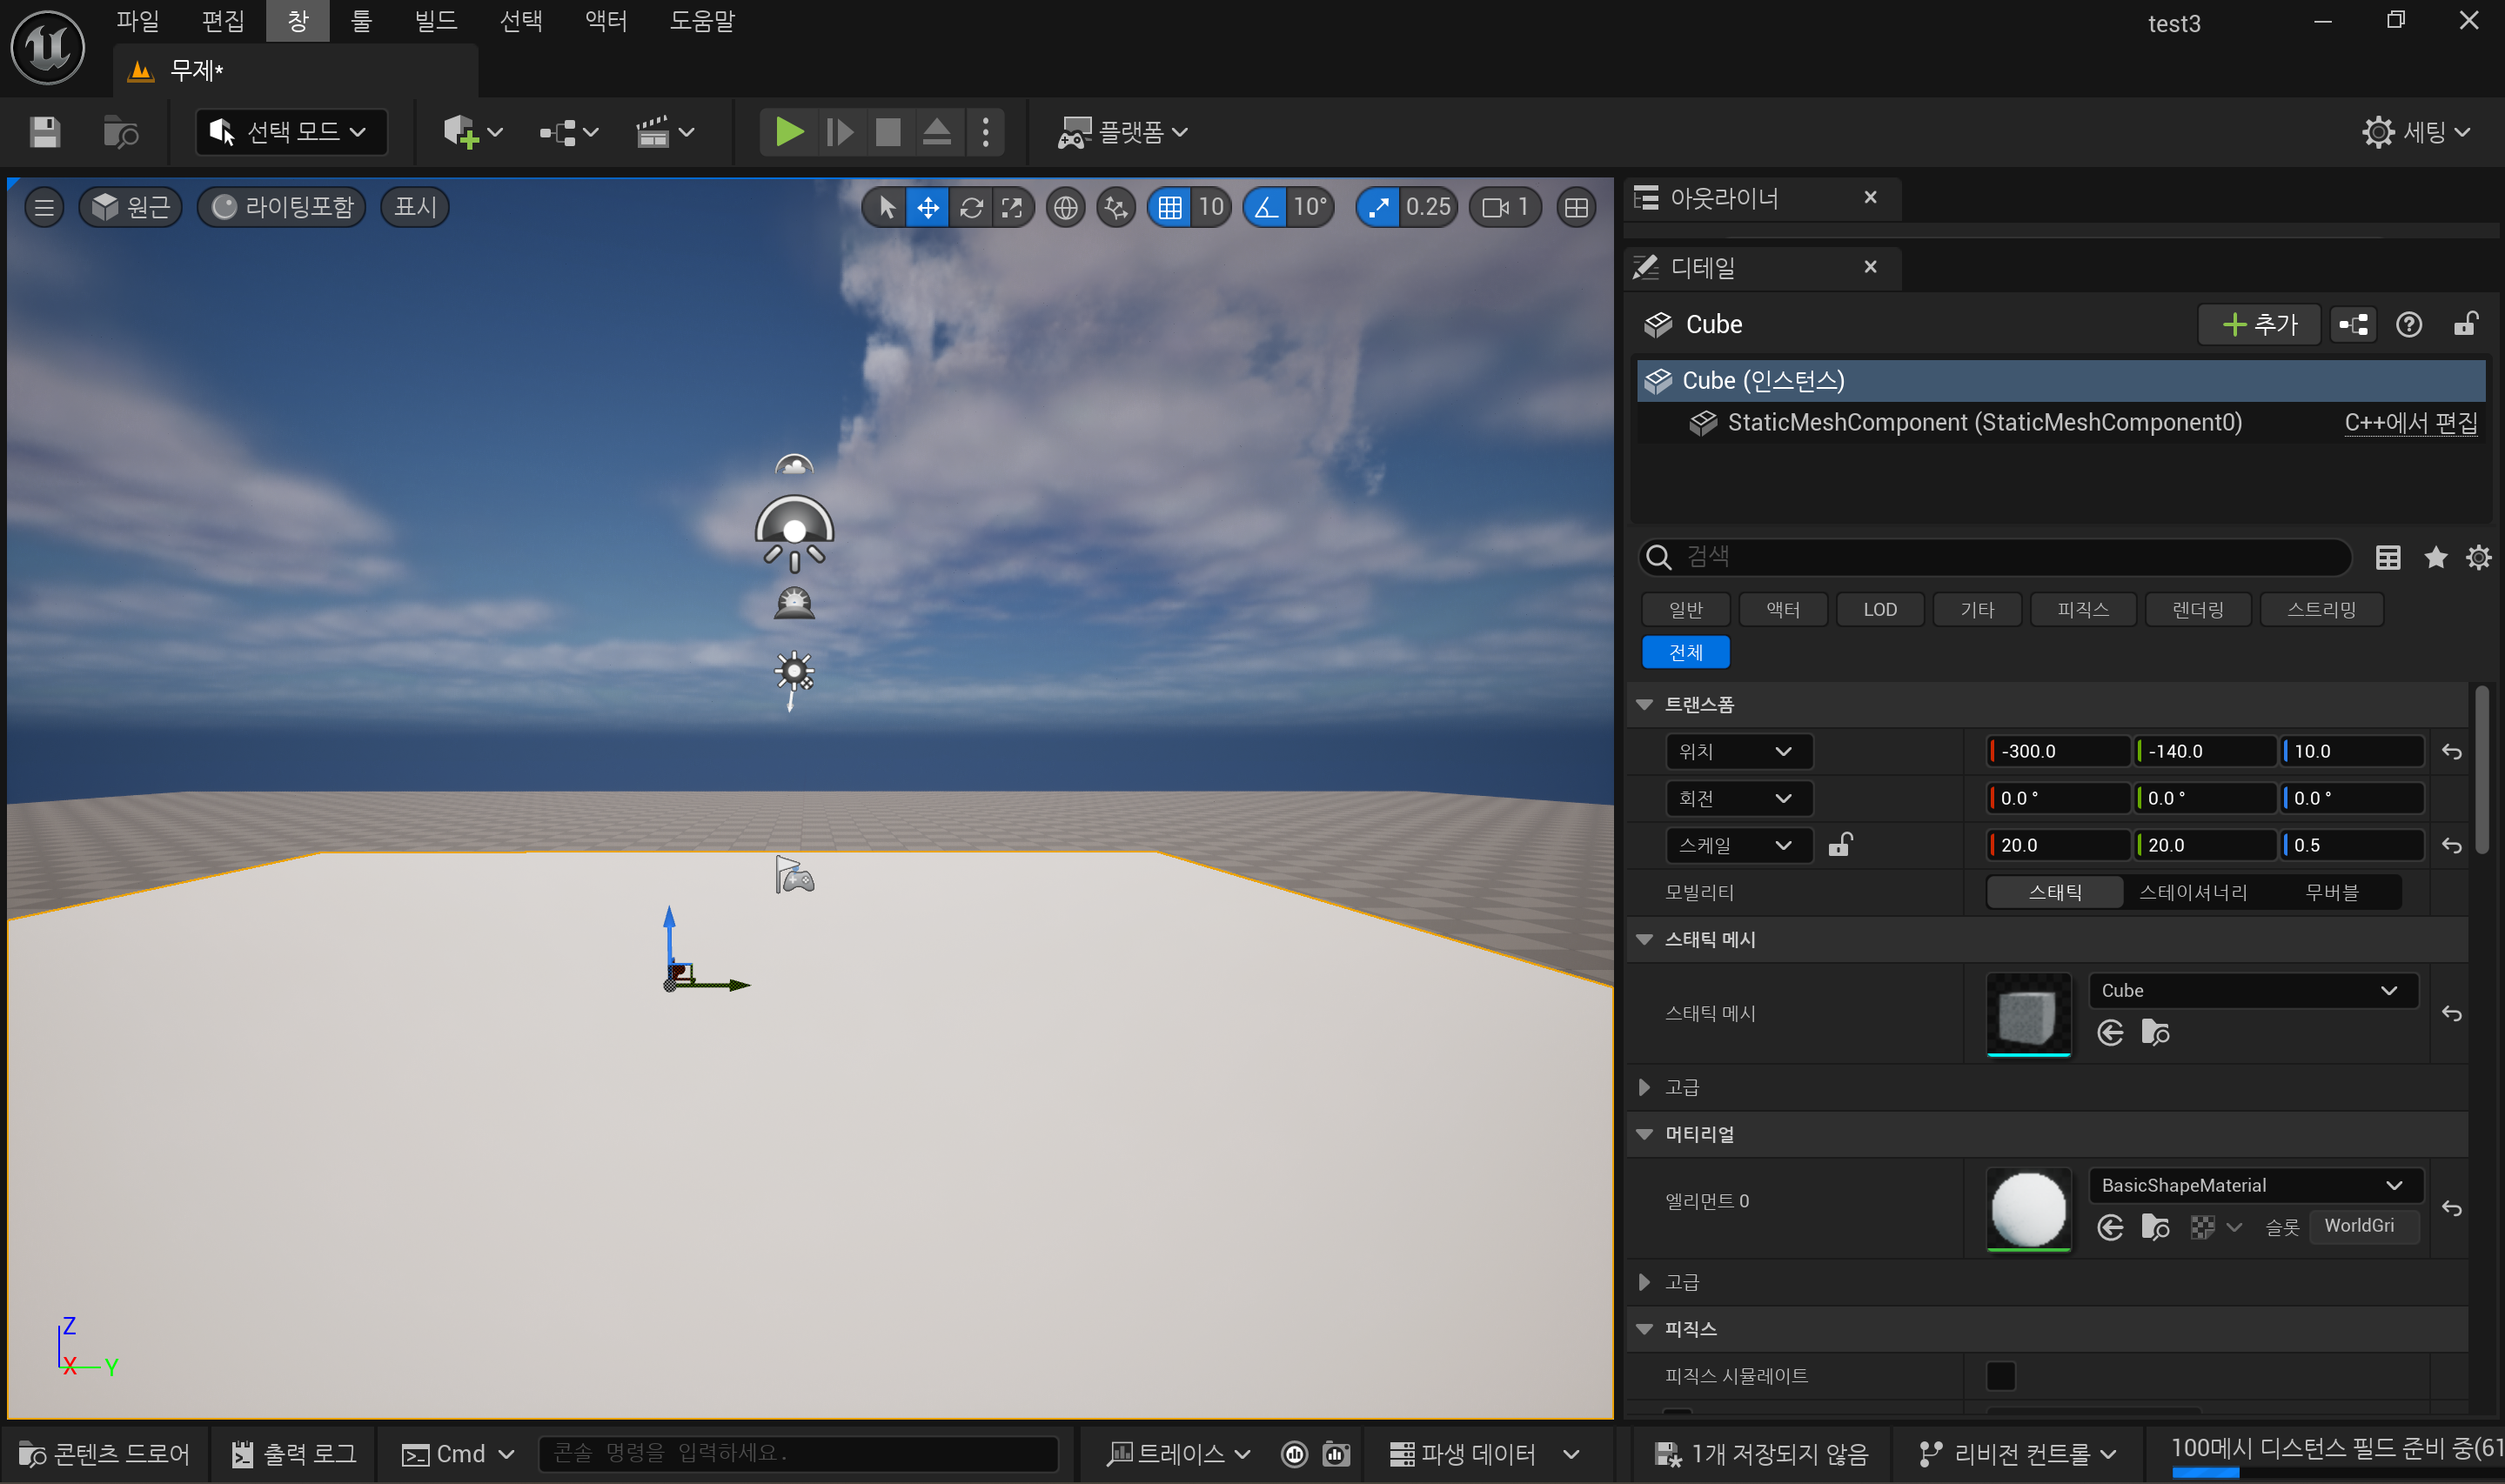 파일 편집 창 툴 빌드 선택 액터 도움말 test3
무제*
선택 모드 플랫폼 세팅
원근 라이팅포함 표시 10 10° 0.25 1
아웃라이너
디테일
Cube 추가
Cube (인스턴스)
StaticMeshComponent (StaticMeshComponent0) C++에서 편집
검색
일반 액터 LOD 기타 피직스 렌더링 스트리밍
전체
트랜스폼
위치 -300.0 -140.0 10.0
회전 0.0 ° 0.0 ° 0.0 °
스케일 20.0 20.0 0.5
모빌리티 스태틱 스테이셔너리 무버블
스태틱 메시
스태틱 메시 Cube
고급
머티리얼
엘리먼트 0 BasicShapeMaterial
슬롯 WorldGri
고급
피직스
피직스 시뮬레이트
Z
X Y
콘텐츠 드로어 출력 로그 Cmd 콘솔 명령을 입력하세요. 트레이스 파생 데이터 1개 저장되지 않음 리비전 컨트롤 100메시 디스턴스 필드 준비 중(61